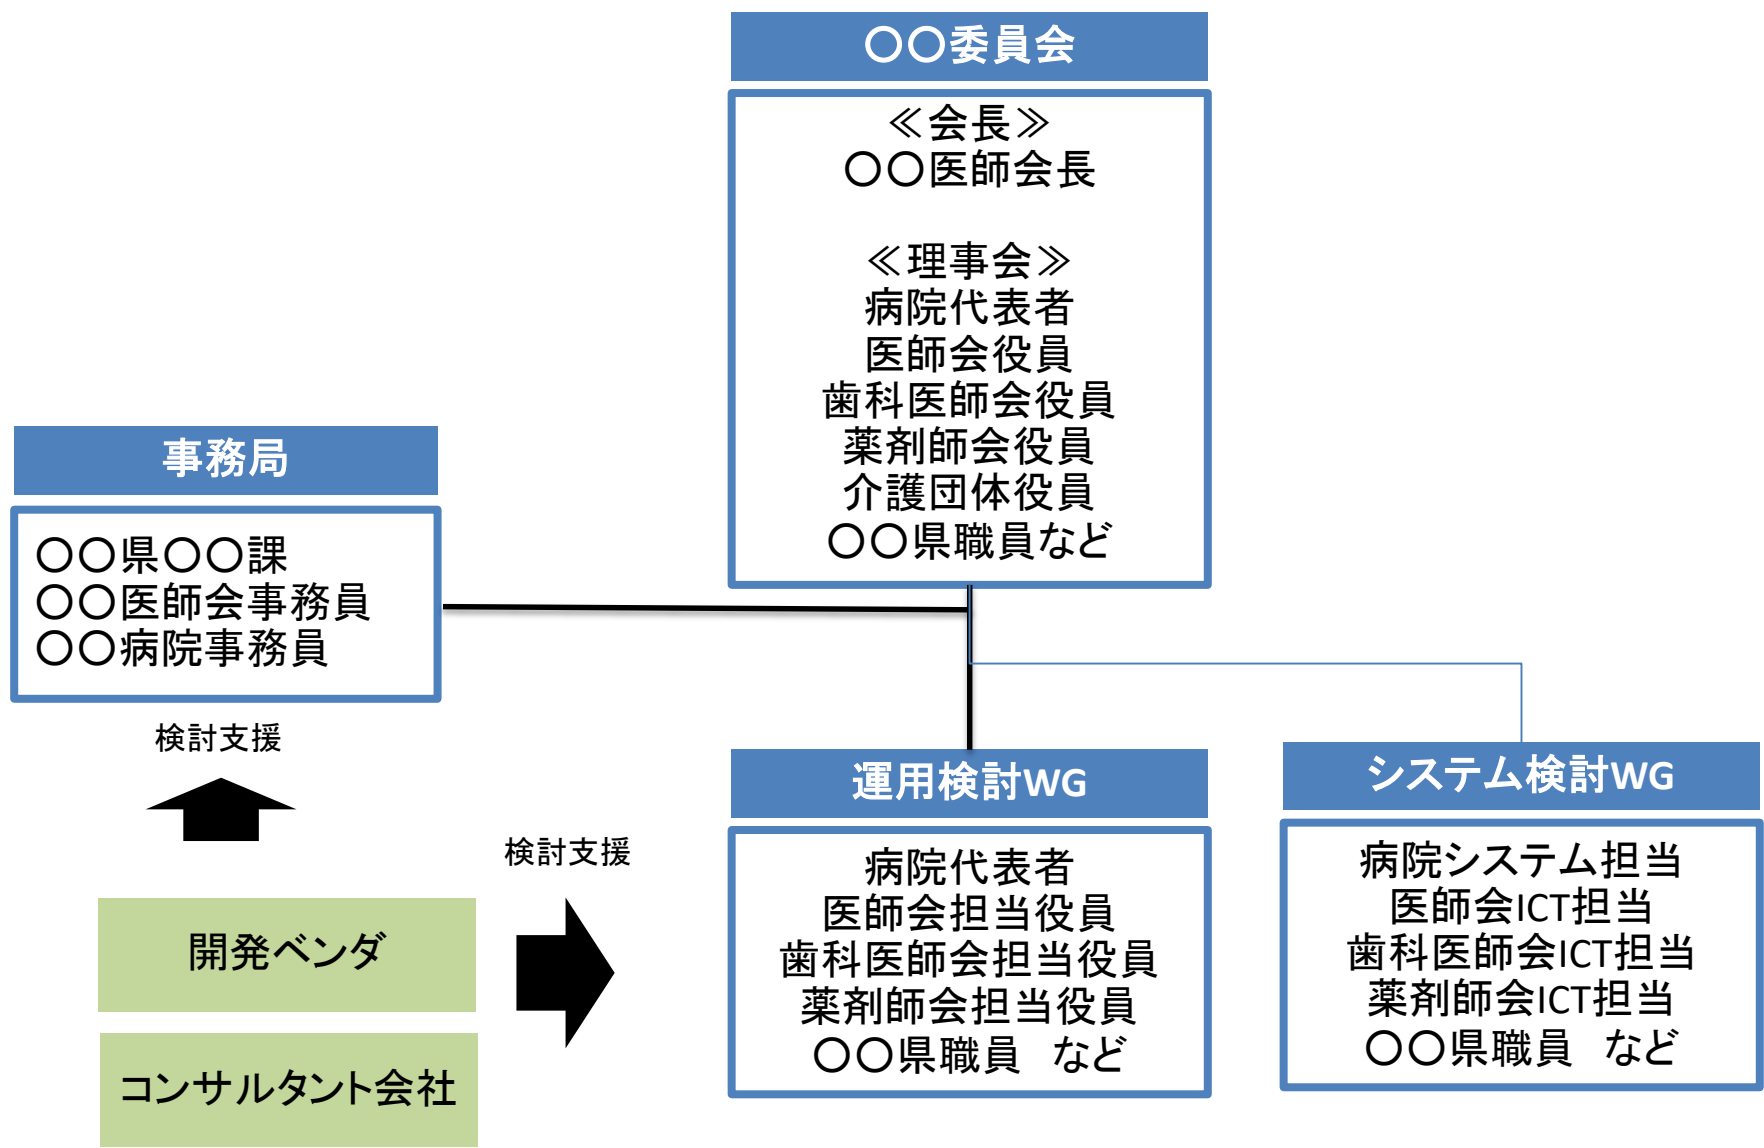 〇〇委員会
≪会長≫
〇〇医師会長
≪理事会≫
病院代表者
医師会役員
歯科医師会役員
薬剤師会役員
介護団体役員
〇〇県職員など
事務局
〇〇県〇〇課
〇〇医師会事務員
〇〇病院事務員
検討支援
開発ベンダ
コンサルタント会社
検討支援
運用検討WG
病院代表者
医師会担当役員
歯科医師会担当役員
薬剤師会担当役員
〇〇県職員　など
システム検討WG
病院システム担当
医師会ICT担当
歯科医師会ICT担当
薬剤師会ICT担当
〇〇県職員　など